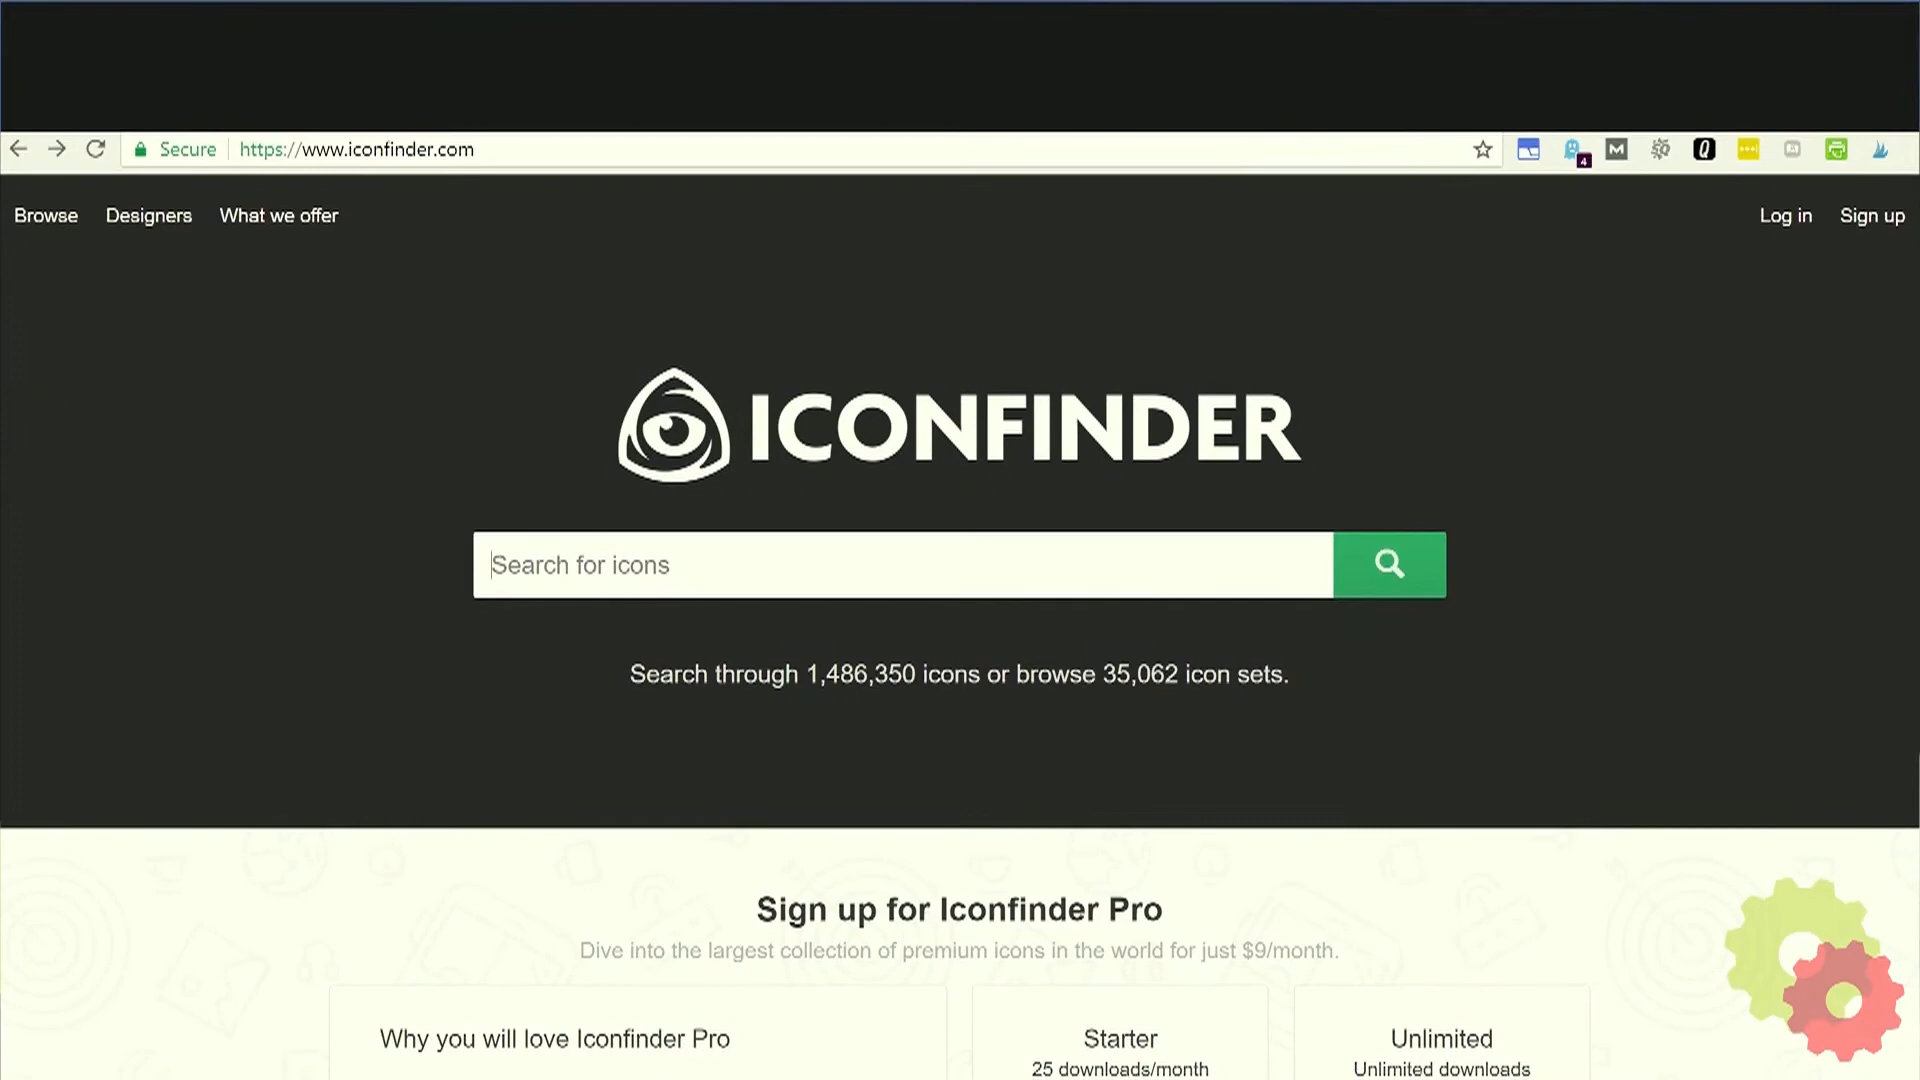 Secure https://www.iconfinder.com
4
Browse Designers What we offer Log in Sign up
ICONFINDER
Search for icons
Search through 1,486,350 icons or browse 35,062 icon sets.
Sign up for Iconfinder Pro
Dive into the largest collection of premium icons in the world for just $9/month.
Why you will love Iconfinder Pro
Starter
25 downloads/month
Unlimited
Unlimited downloads